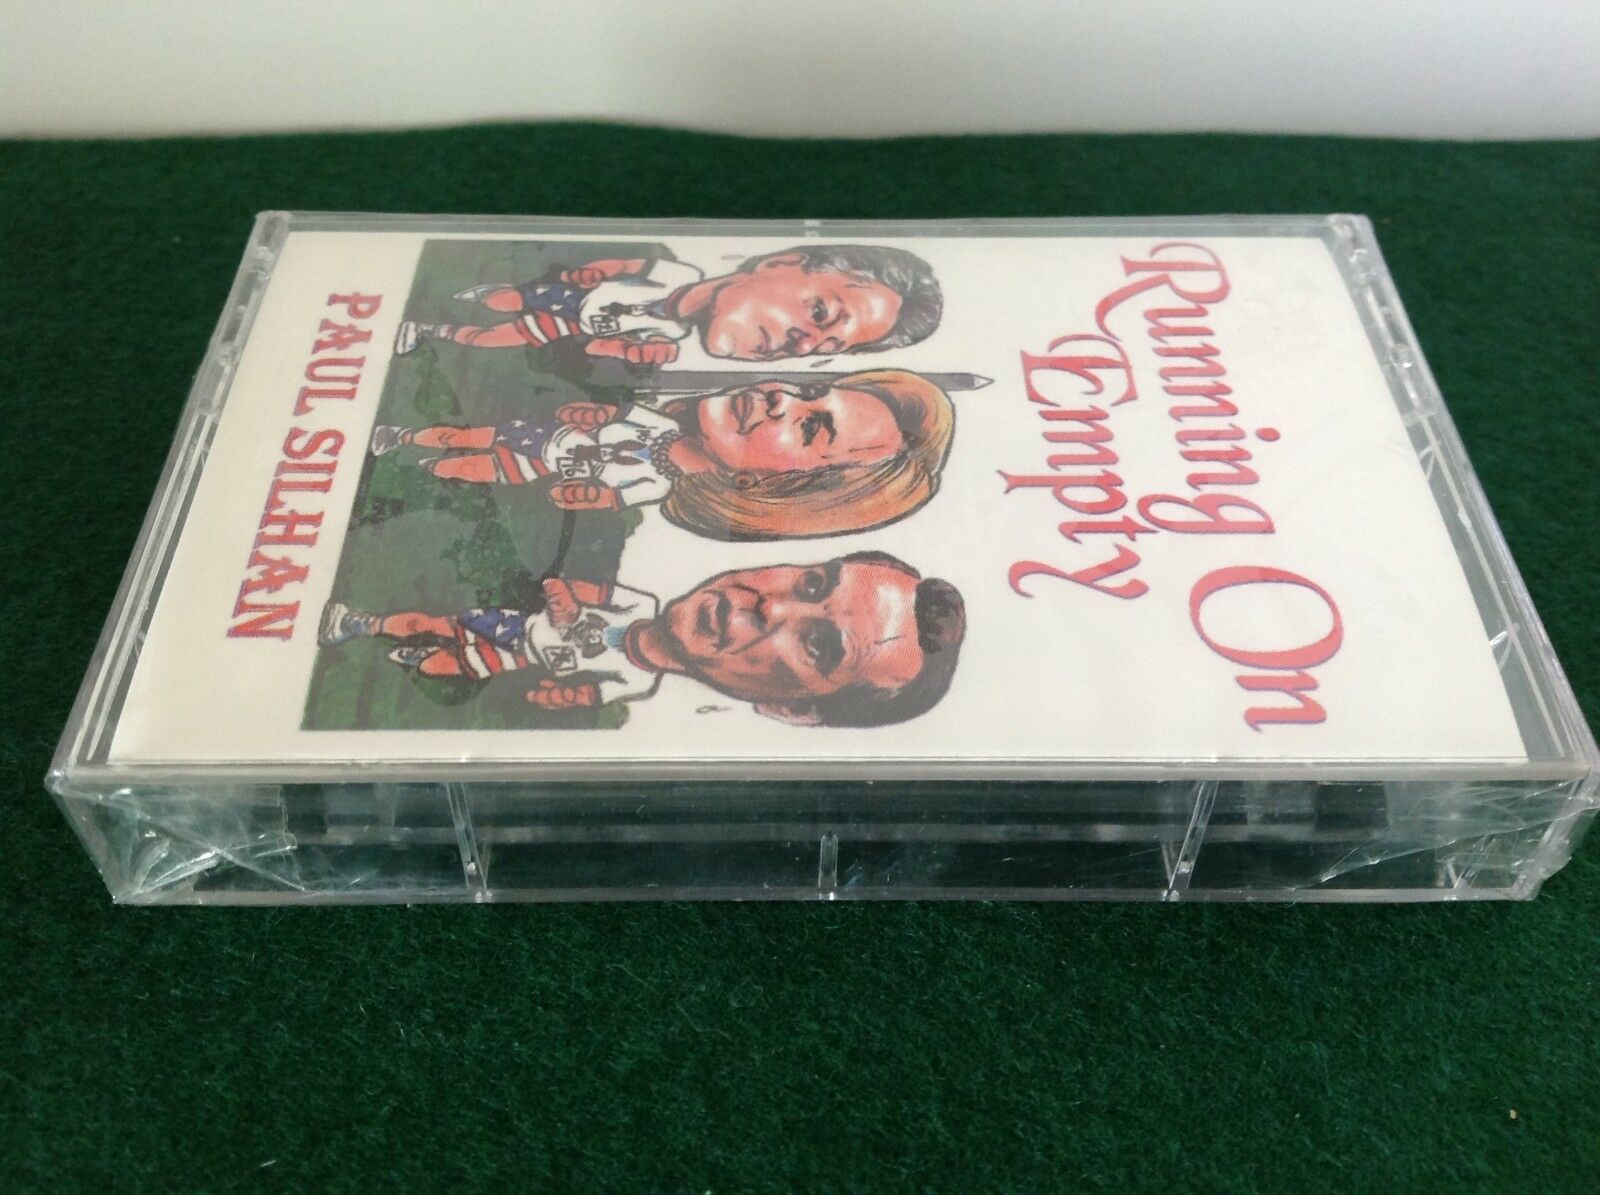 Running On
Empty
PAUL SILHAN